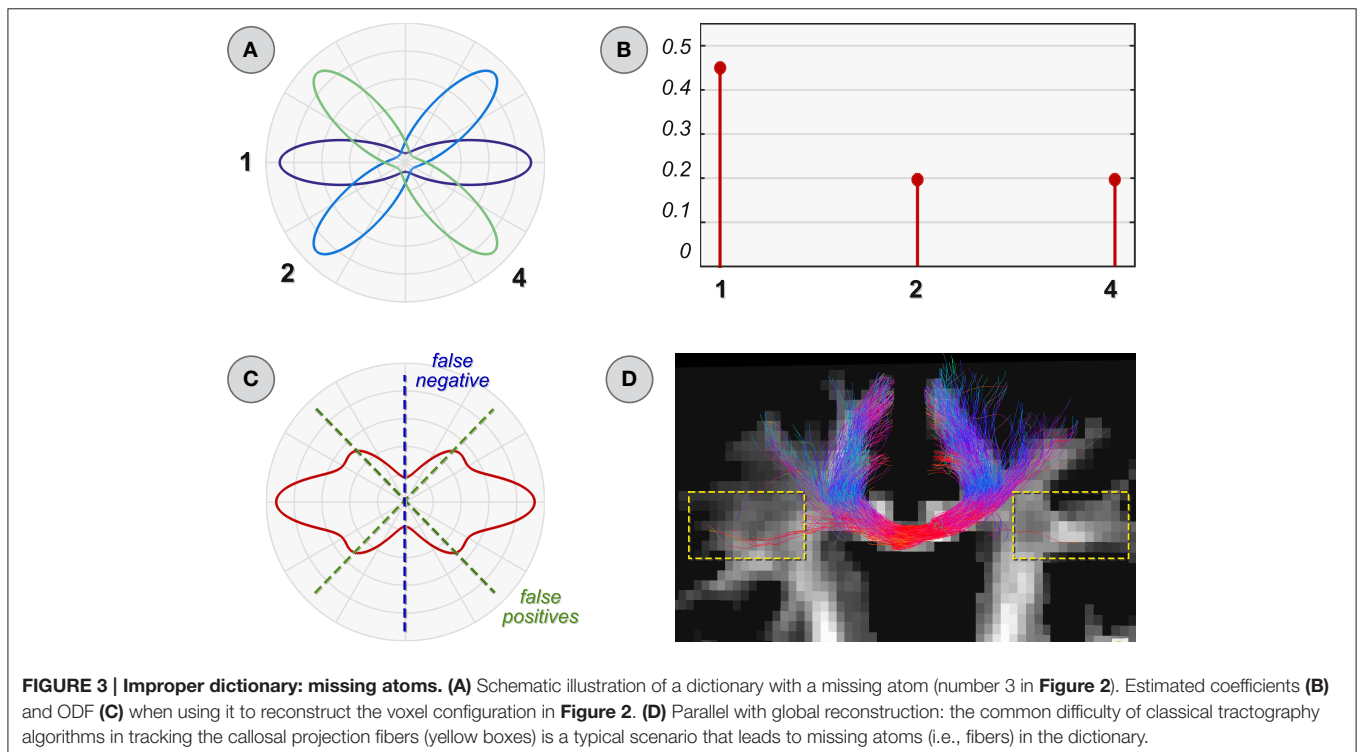 A
1
2
4
B
0.5
0.4
0.3
0.2
0.1
0
1
2
4
C
false
negative
false
positives
D
FIGURE 3 | Improper dictionary: missing atoms. (A) Schematic illustration of a dictionary with a missing atom (number 3 in Figure 2). Estimated coefficients (B)
and ODF (C) when using it to reconstruct the voxel configuration in Figure 2. (D) Parallel with global reconstruction: the common difficulty of classical tractography
algorithms in tracking the callosal projection fibers (yellow boxes) is a typical scenario that leads to missing atoms (i.e., fibers) in the dictionary.